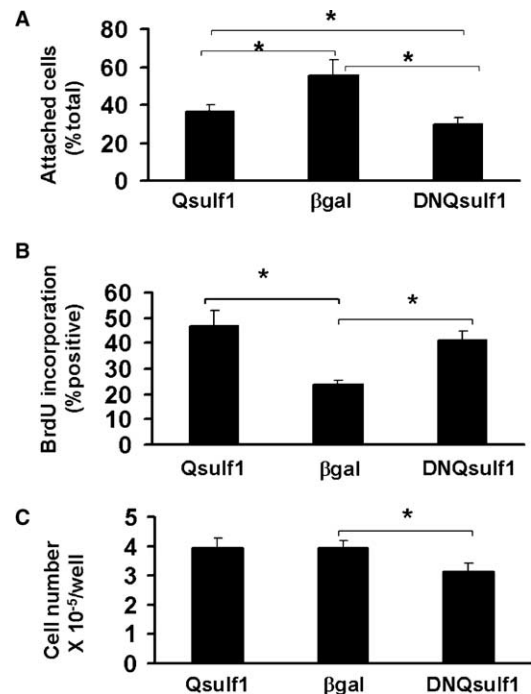 A
Attached cells
(%total)
80
60
40
20
0
*
*
*
Qsulf1 βgal DNQsulf1
B
BrdU incorporation
(%positive)
60
50
40
30
20
10
0
*
*
Qsulf1 βgal DNQsulf1
C
Cell number
X 10⁻⁵/well
5
4
3
2
1
0
*
Qsulf1 βgal DNQsulf1